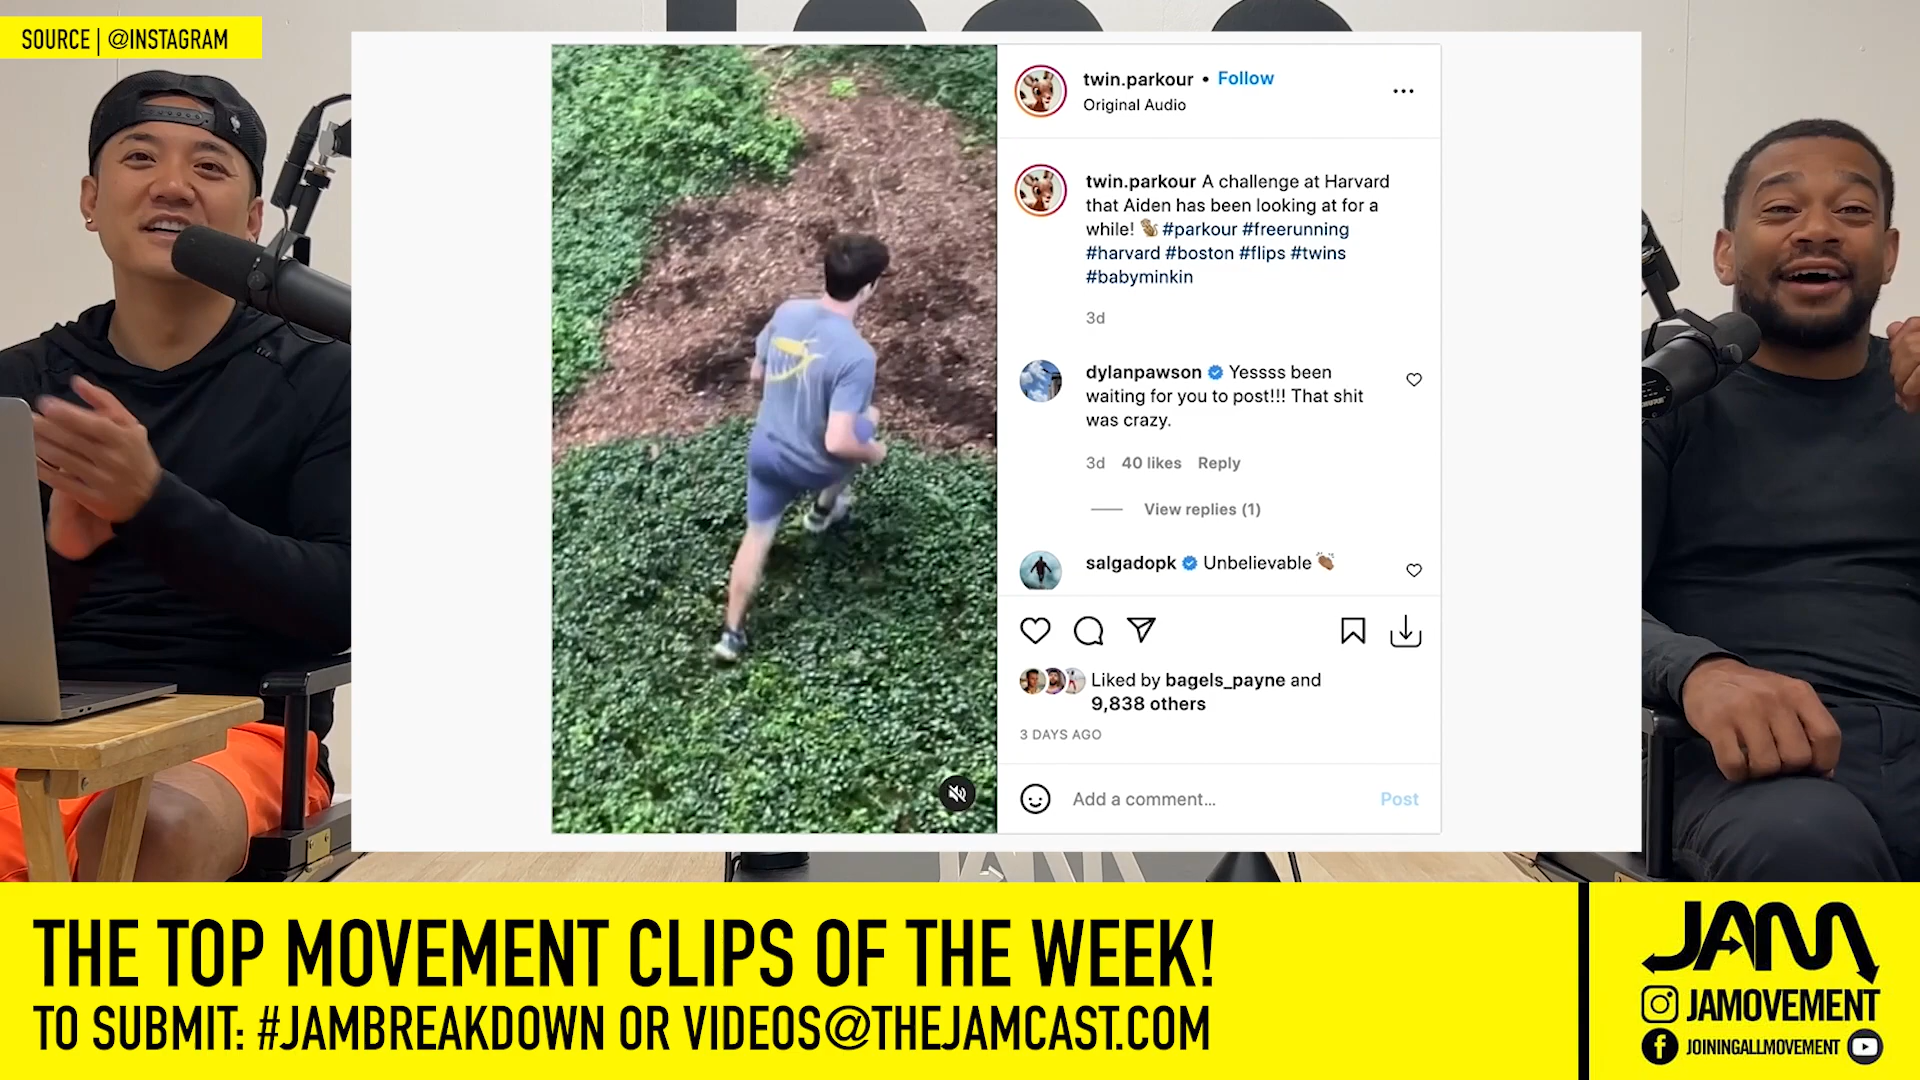 SOURCE | @INSTAGRAM
twin.parkour • Follow
Original Audio
twin.parkour A challenge at Harvard
that Aiden has been looking at for a
while! #parkour #freerunning
#harvard #boston #flips #twins
#babyminkin
3d
dylanpawson Yessss been
waiting for you to post!!! That shit
was crazy.
3d 40 likes Reply
View replies (1)
salgadopk Unbelievable
Liked by bagels_payne and
9,838 others
3 DAYS AGO
Add a comment... Post
THE TOP MOVEMENT CLIPS OF THE WEEK!
TO SUBMIT: #JAMBREAKDOWN OR VIDEOS@THEJAMCAST.COM
JAM
JAMOVEMENT
JOININGALLMOVEMENT